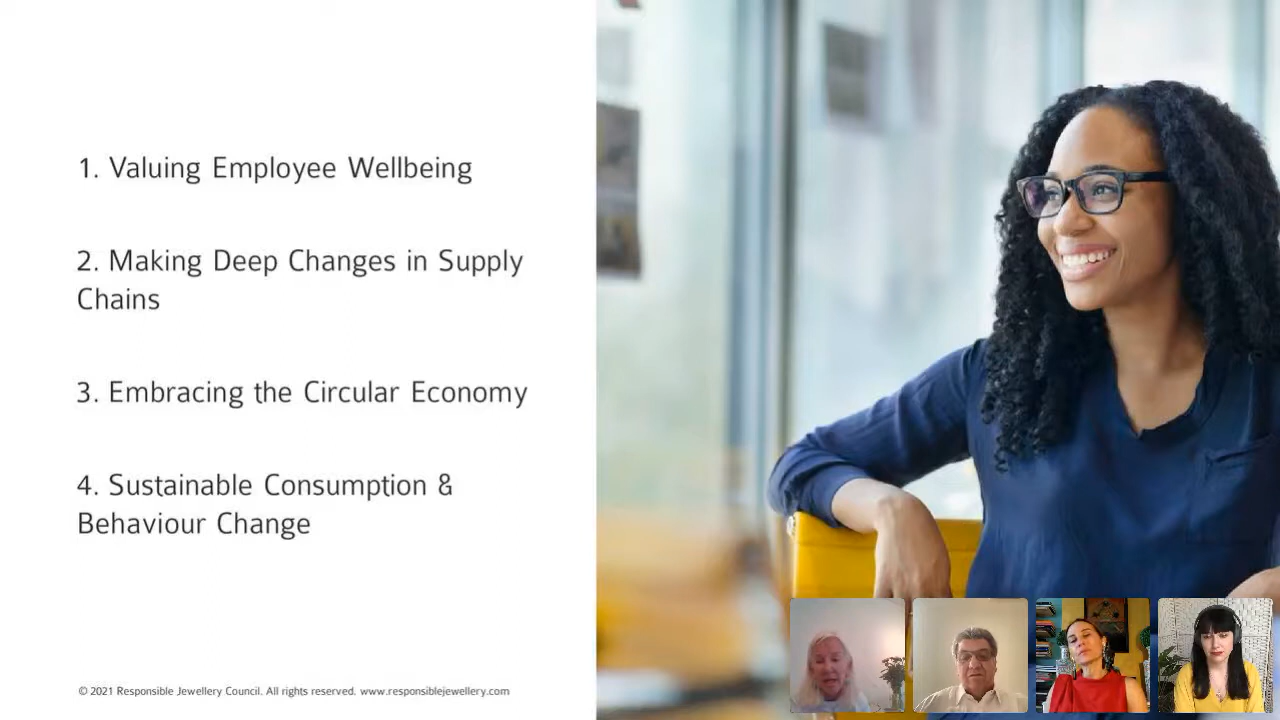 1. Valuing Employee Wellbeing
2. Making Deep Changes in Supply
Chains
3. Embracing the Circular Economy
4. Sustainable Consumption &
Behaviour Change
© 2021 Responsible Jewellery Council. All rights reserved. www.responsiblejewellery.com